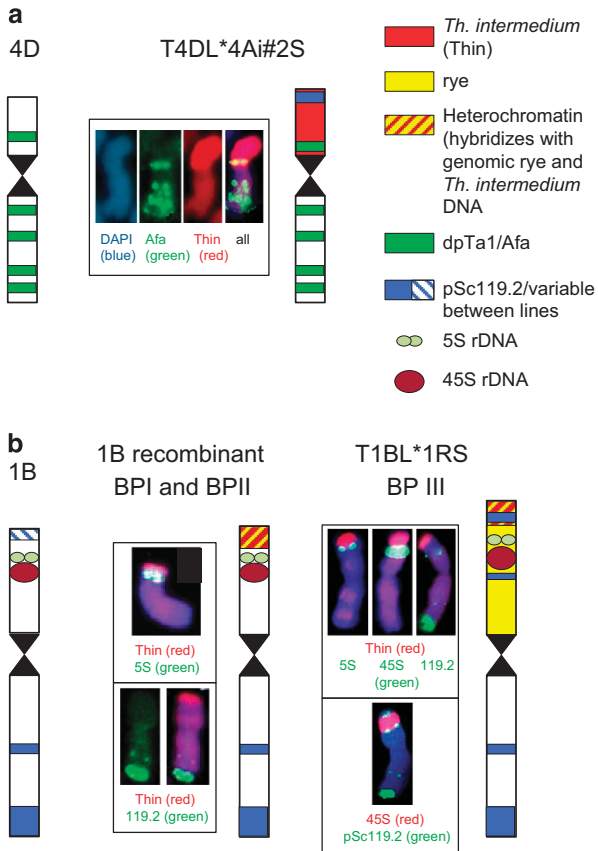 a
4D
T4DL*4Ai#2S
DAPI
(blue)
Afa
(green)
Thin
(red)
all
Th. intermedium
(Thin)
rye
Heterochromatin
(hybridizes with
genomic rye and
Th. intermedium
DNA
dpTa1/Afa
pSc119.2/variable
between lines
5S rDNA
45S rDNA
b
1B
1B recombinant
BPI and BPII
Thin (red)
5S (green)
Thin (red)
119.2 (green)
T1BL*1RS
BP III
Thin (red)
5S 45S 119.2
(green)
45S (red)
pSc119.2(green)